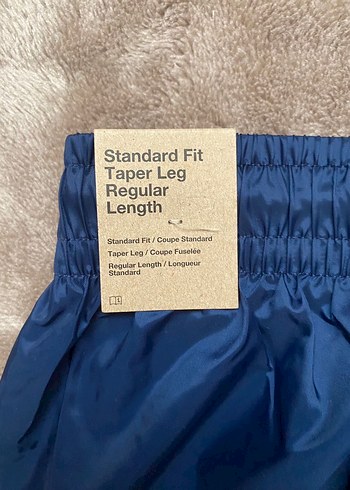 Standard Fit
Taper Leg
Regular
Length
Standard Fit / Coupe Standard
Taper Leg / Coupe Fuselée
Regular Length / Longueur
Standard